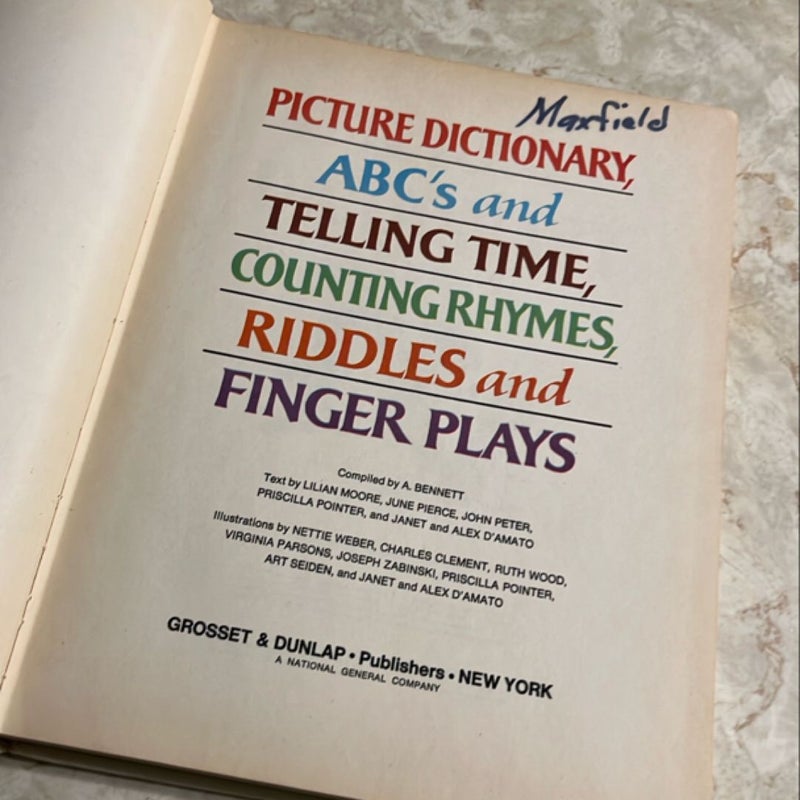 Maxfield
PICTURE DICTIONARY,
ABC's and
TELLING TIME,
COUNTING RHYMES,
RIDDLES and
FINGER PLAYS
Compiled by A. BENNETT
Text by LILIAN MOORE, JUNE PIERCE, JOHN PETER,
PRISCILLA POINTER, and JANET and ALEX D'AMATO
Illustrations by NETTIE WEBER, CHARLES CLEMENT, RUTH WOOD,
VIRGINIA PARSONS, JOSEPH ZABINSKI, PRISCILLA POINTER,
ART SEIDEN, and JANET and ALEX D'AMATO
GROSSET & DUNLAP • Publishers • NEW YORK
A NATIONAL GENERAL COMPANY